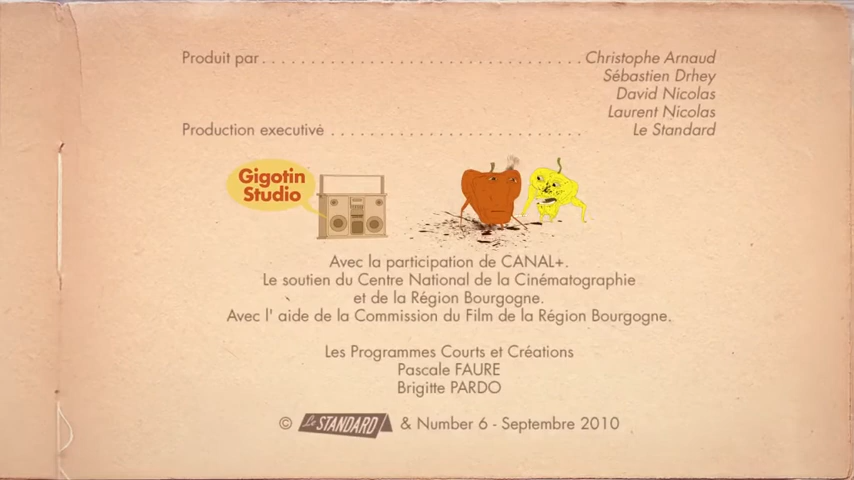 Produit par................................Christophe Arnaud
Sébastien Drhey
David Nicolas
Laurent Nicolas
Production executivé ..............................Le Standard
Gigotin
Studio
Avec la participation de CANAL+.
Le soutien du Centre National de la Cinématographie
et de la Région Bourgogne.
Avec l' aide de la Commission du Film de la Région Bourgogne.
Les Programmes Courts et Créations
Pascale FAURE
Brigitte PARDO
© Le STANDARD & Number 6 - Septembre 2010